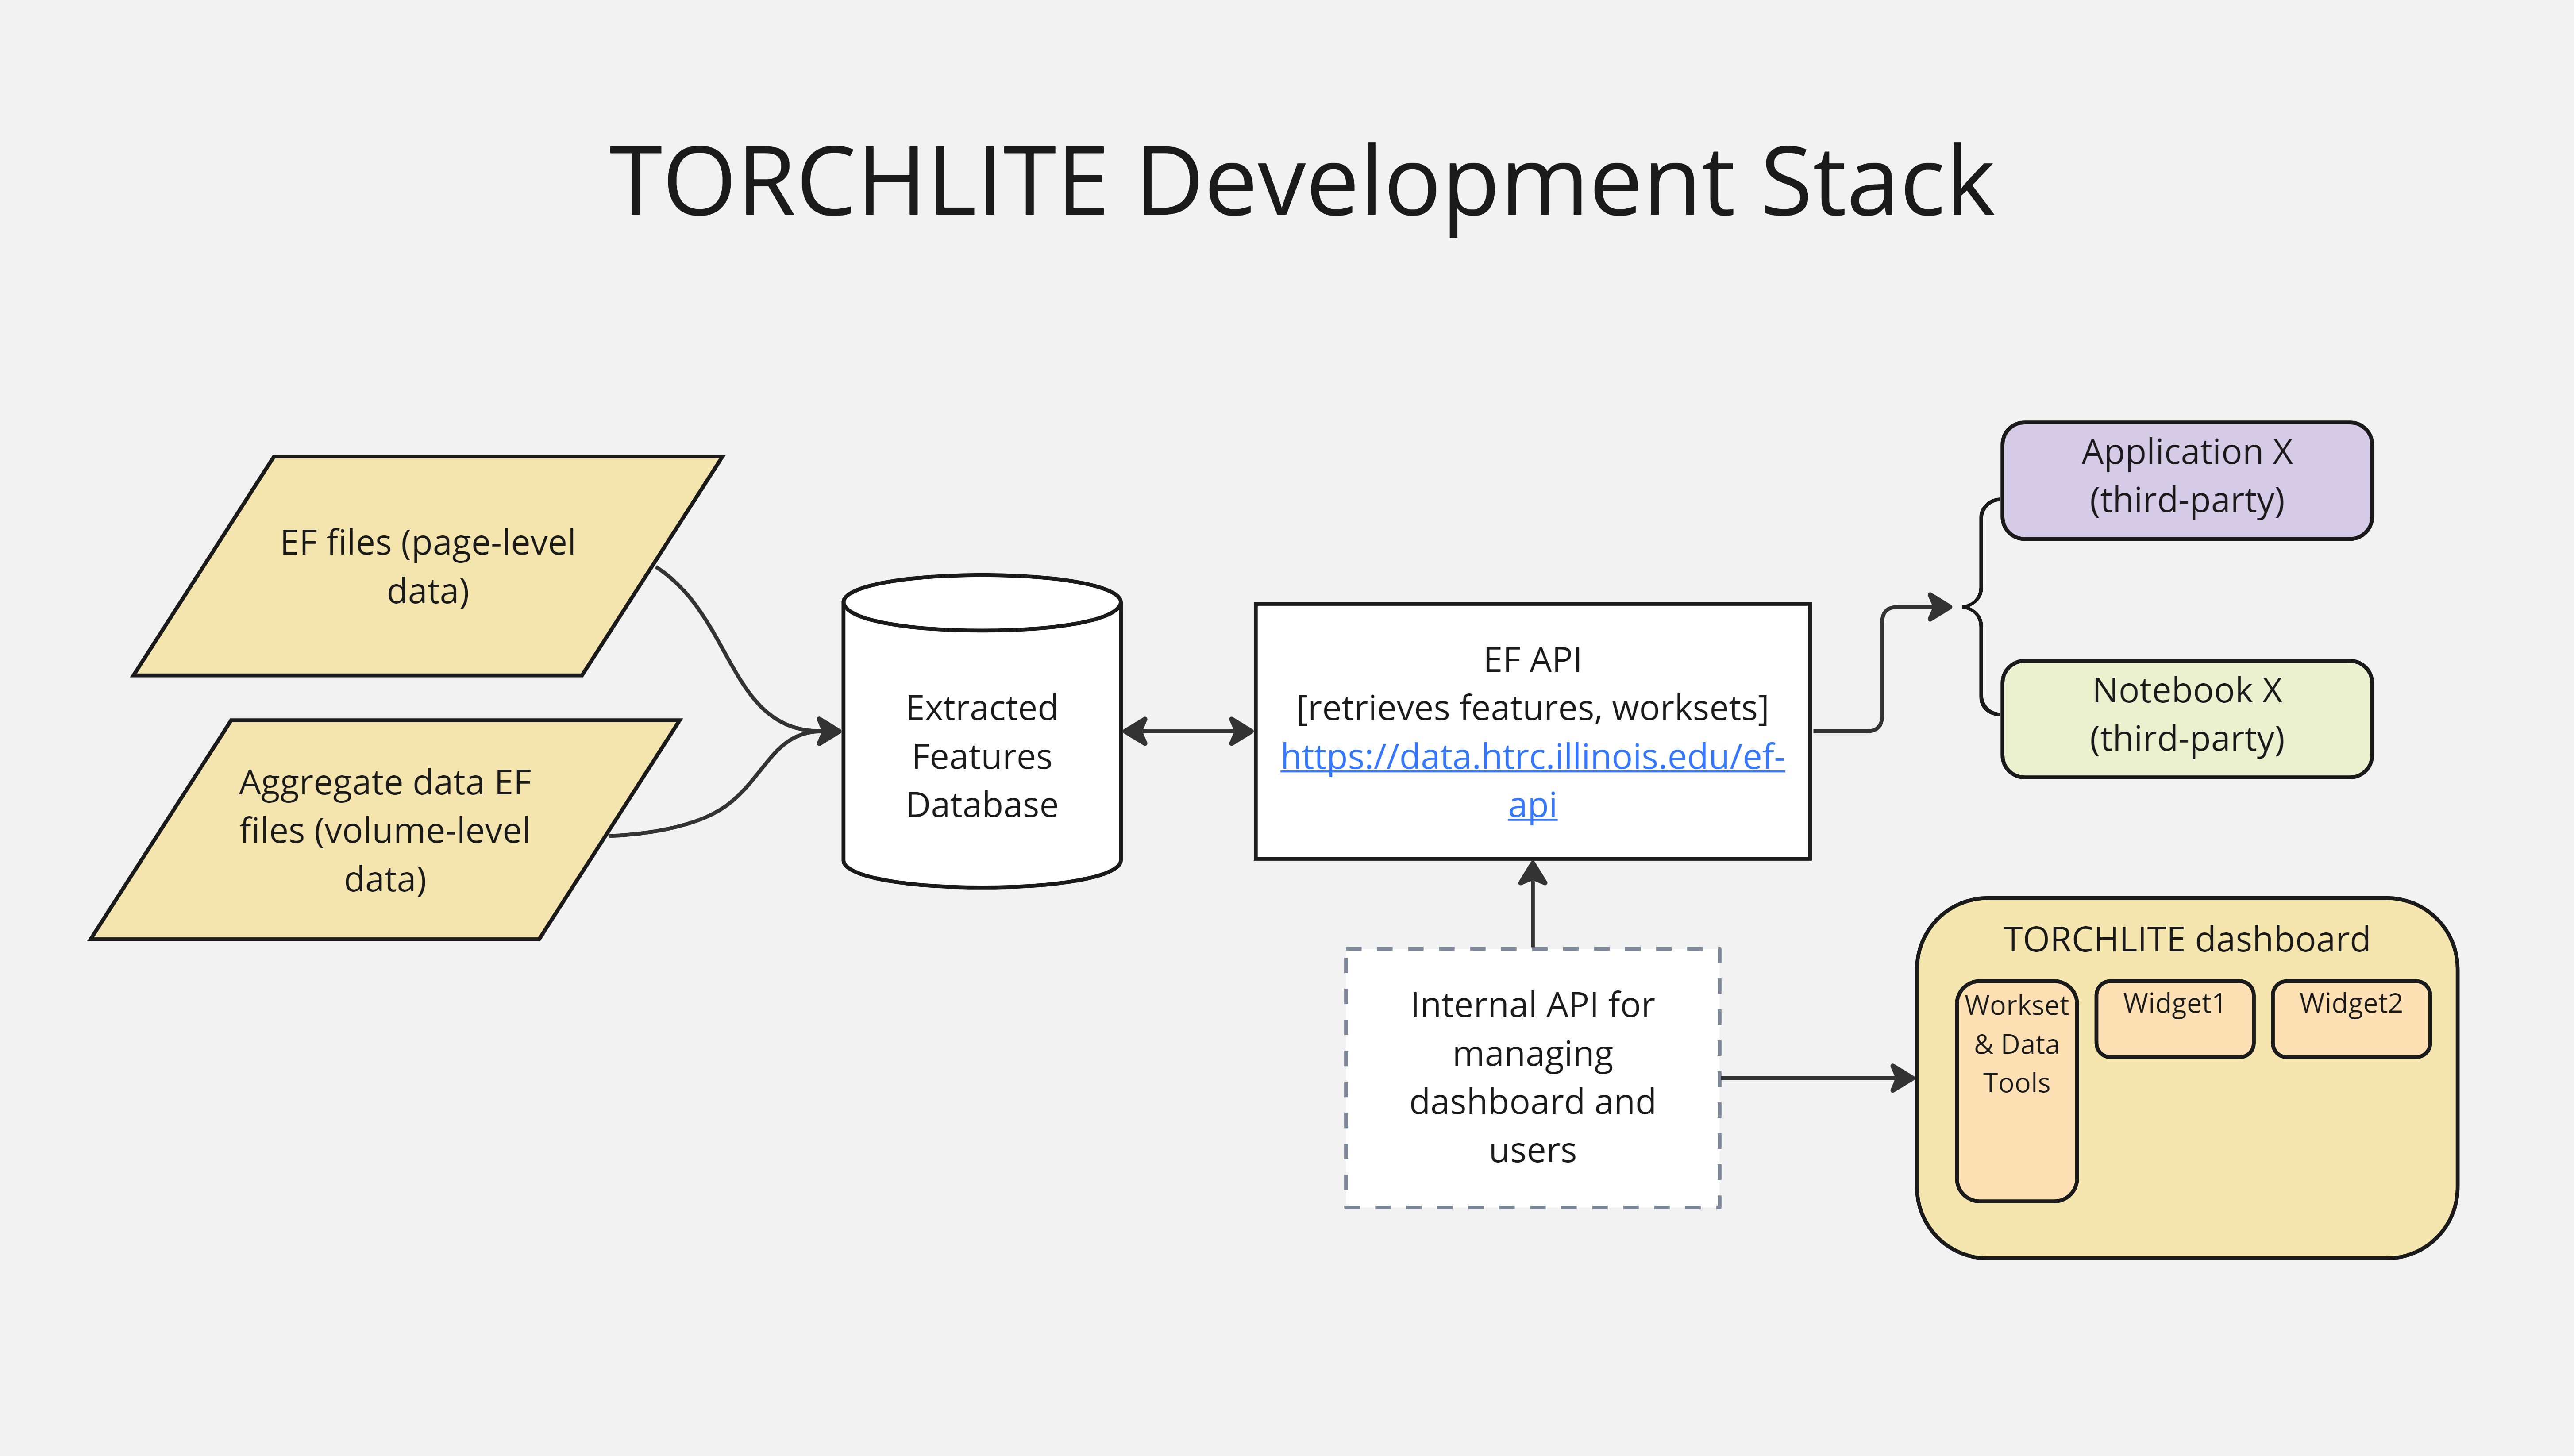 TORCHLITE Development Stack
EF files (page-level
data)
Aggregate data EF
files (volume-level
data)
Extracted
Features
Database
EF API
[retrieves features, worksets]
https://data.htrc.illinois.edu/ef-
api
Internal API for
managing
dashboard and
users
Application X
(third-party)
Notebook X
(third-party)
TORCHLITE dashboard
Workset
& Data
Tools
Widget1
Widget2